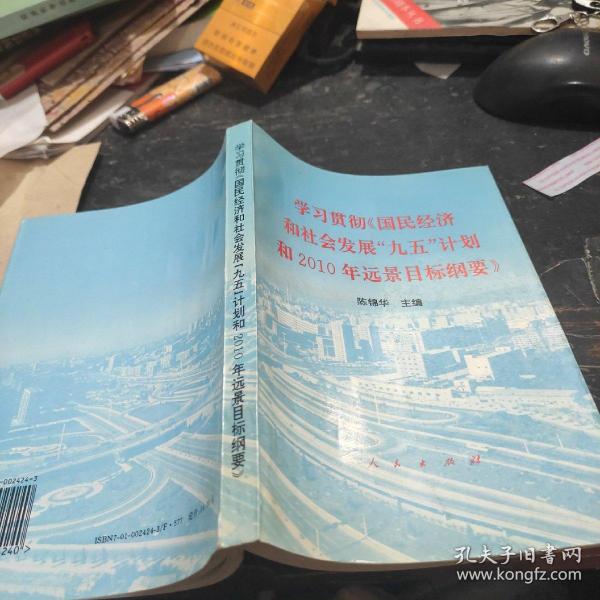 学习贯彻《国民经济
和社会发展“九五”计划
和2010年远景目标纲要》
陈锦华 主编
人民出版社
学习贯彻《国民经济和社会发展“九五”计划和2010年远景目标纲要》
-002424-3
240>
ISBN7-01-002424-3/F·577
孔夫子旧书网
www.kongfz.com